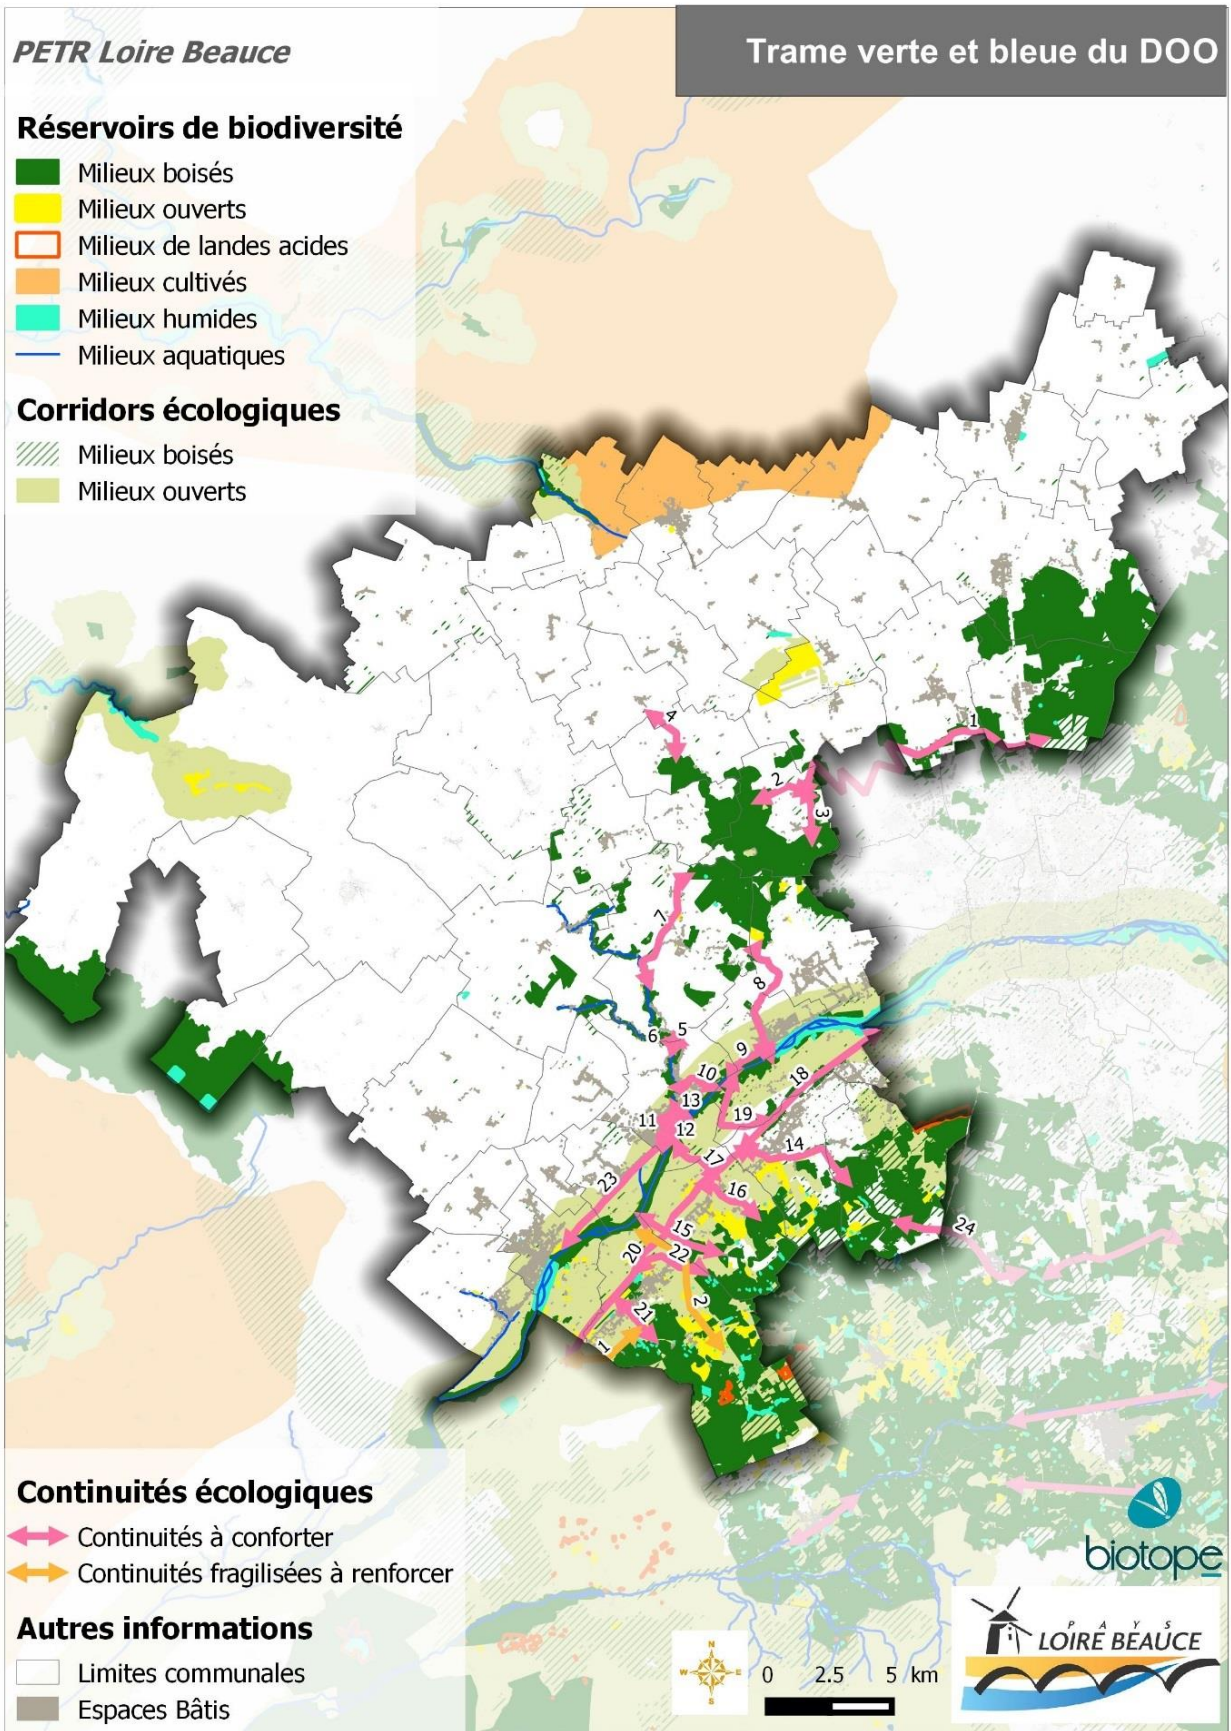 PETR Loire Beauce
Trame verte et bleue du DOO
Réservoirs de biodiversité
Milieux boisés
Milieux ouverts
Milieux de landes acides
Milieux cultivés
Milieux humides
Milieux aquatiques
Corridors écologiques
Milieux boisés
Milieux ouverts
4
1
2
3
7
8
6
5
9
10
18
13
11
19
12
14
17
23
16
24
15
20
22
2
21
1
Continuités écologiques
Continuités à conforter
Continuités fragilisées à renforcer
Autres informations
Limites communales
Espaces Bâtis
N
W
E
S
0 2.5 5 km
biotope
PAYS
LOIRE BEAUCE